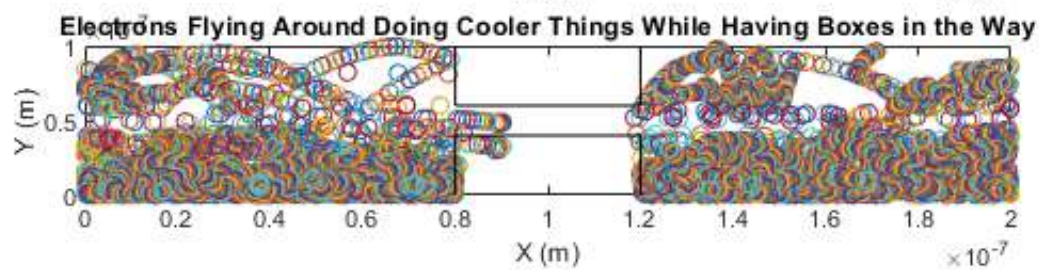 Electrons Flying Around Doing Cooler Things While Having Boxes in the Way
1
0.5
0
Y (m)
0 0.2 0.4 0.6 0.8 1 1.2 1.4 1.6 1.8 2
X (m)
×10⁻⁷